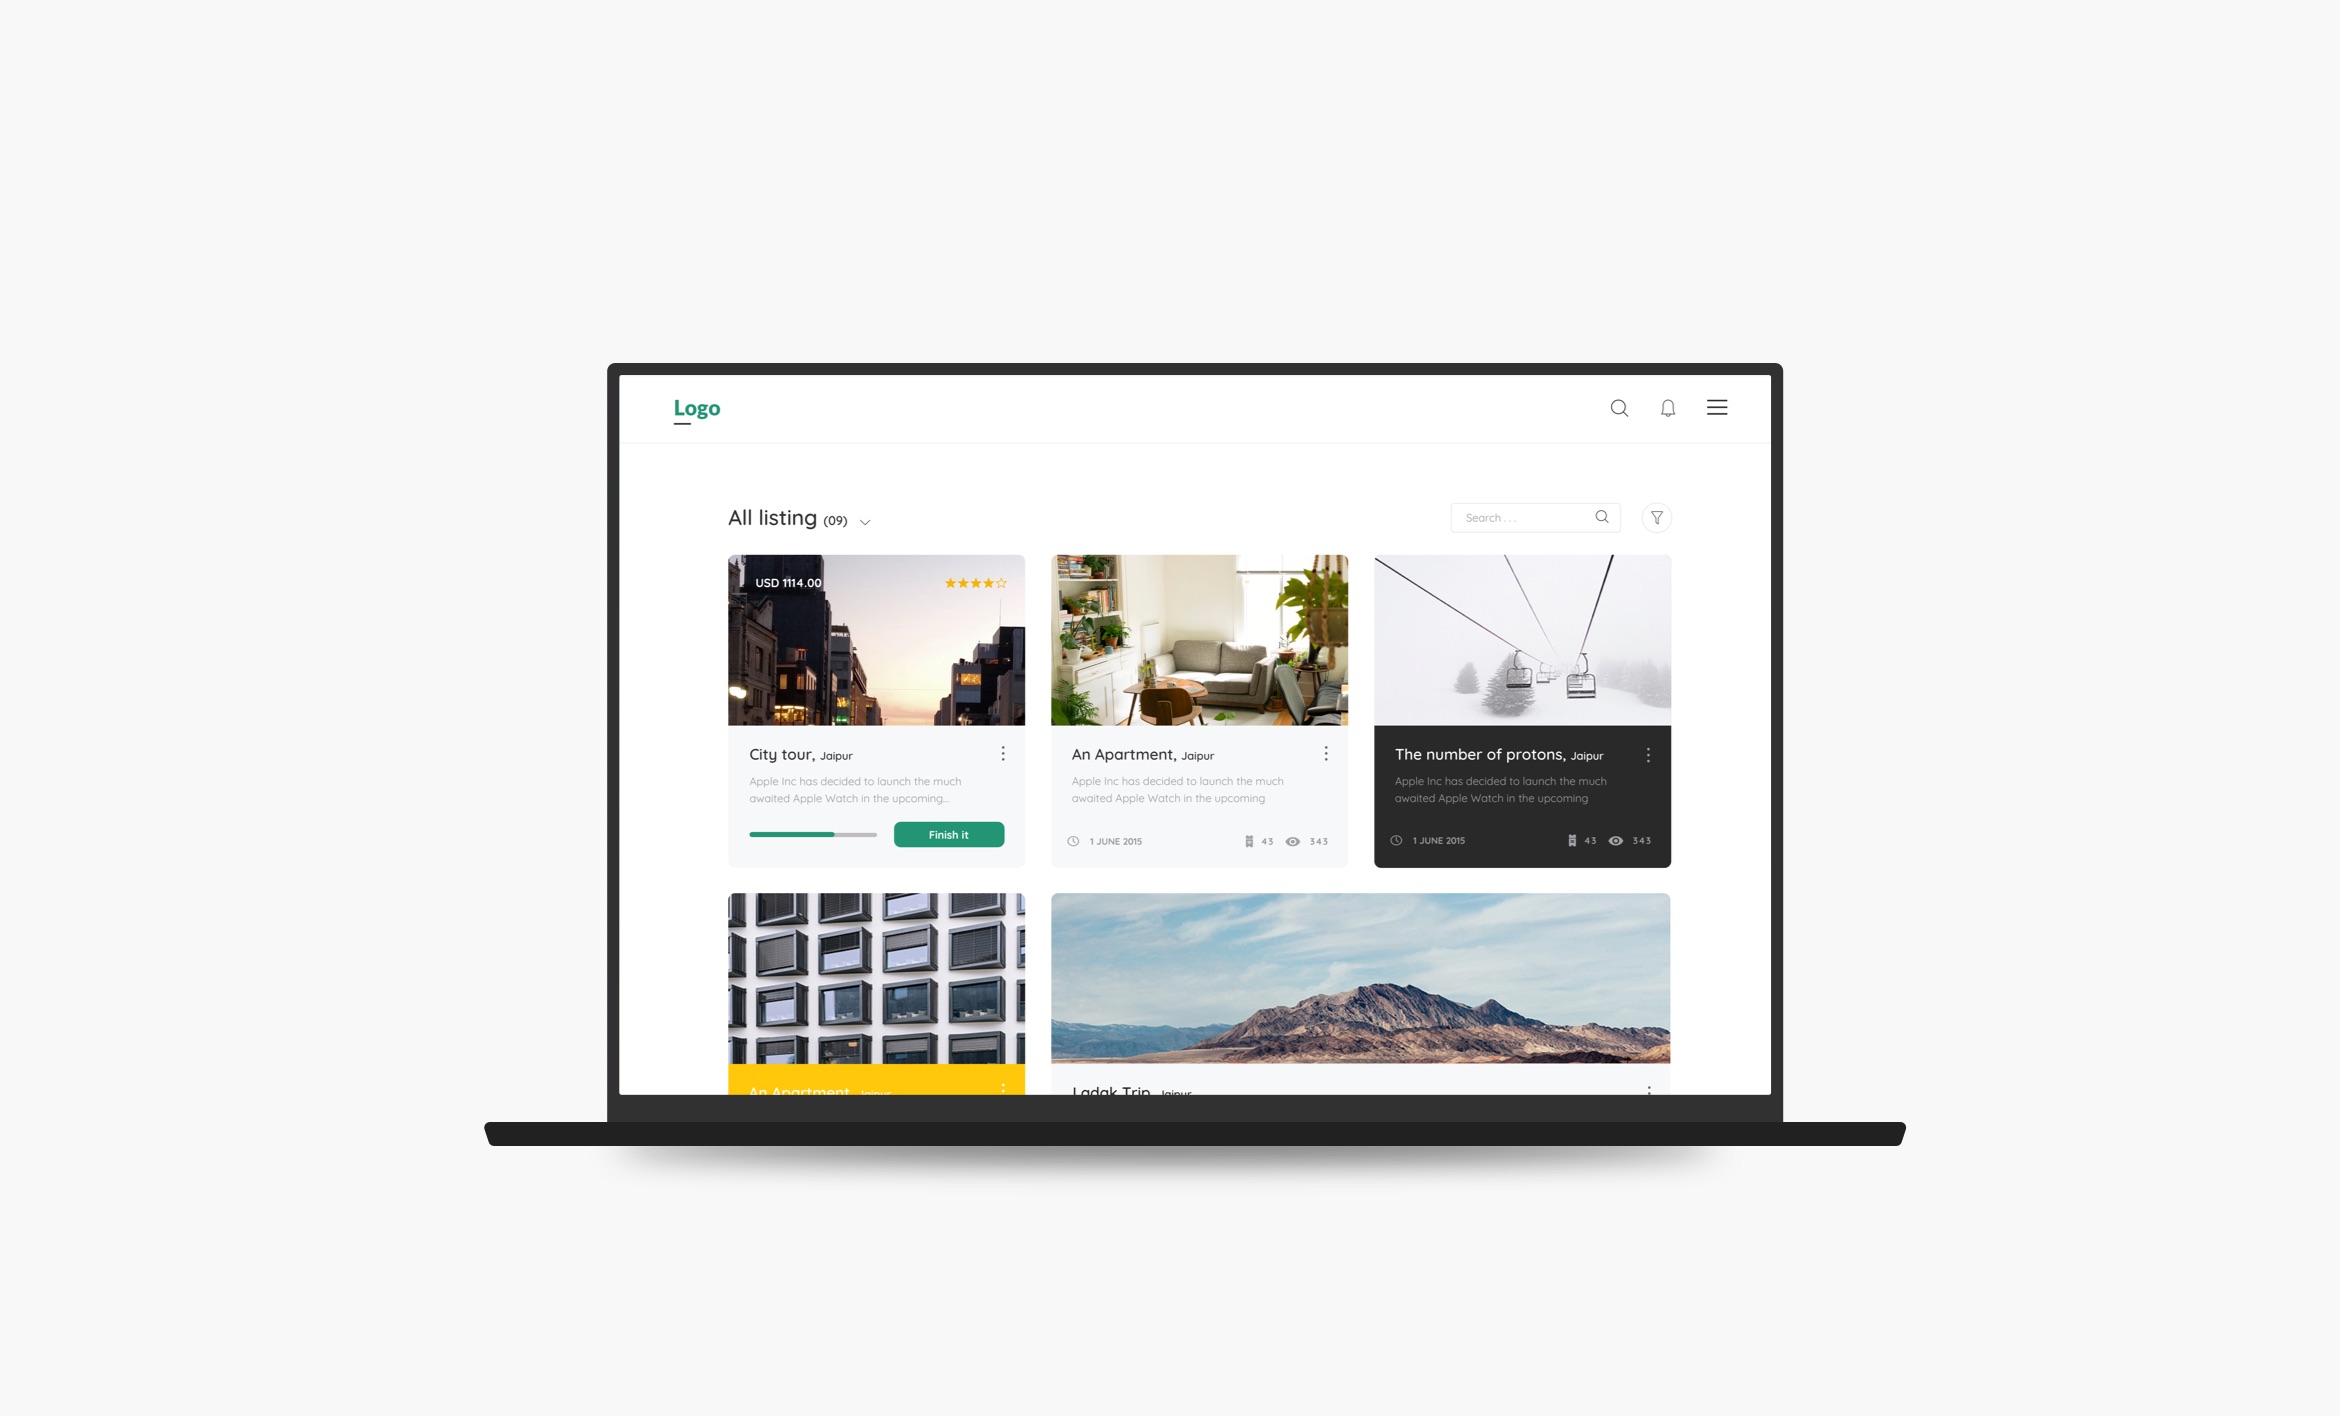 Logo
All listing (09)
Search . . .
USD 1114.00
City tour, Jaipur
Apple Inc has decided to launch the much
awaited Apple Watch in the upcoming...
Finish it
An Apartment, Jaipur
Apple Inc has decided to launch the much
awaited Apple Watch in the upcoming
1 JUNE 2015 43 343
The number of protons, Jaipur
Apple Inc has decided to launch the much
awaited Apple Watch in the upcoming
1 JUNE 2015 43 343
An Apartment, Jaipur
Ladak Trip, Jaipur